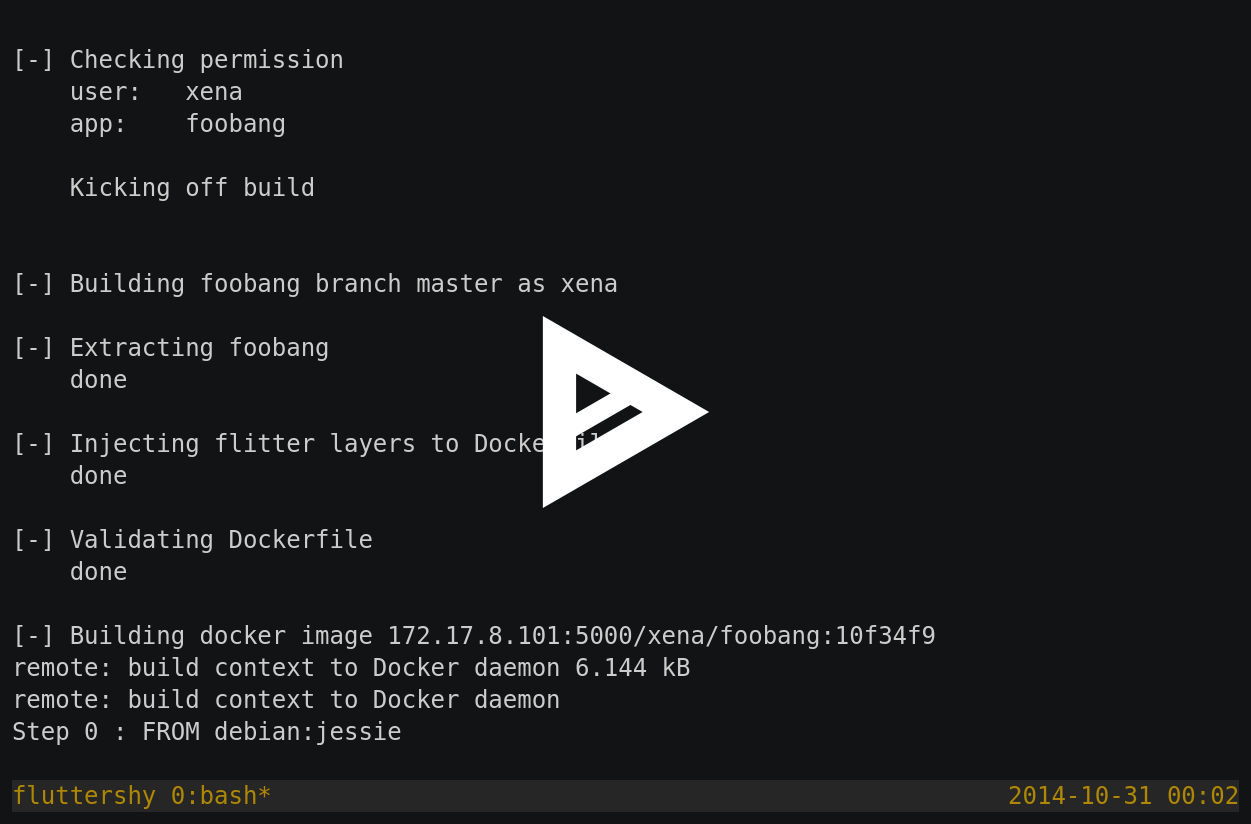 [-] Checking permission
user: xena
app: foobang
Kicking off build
[-] Building foobang branch master as xena
[-] Extracting foobang
done
[-] Injecting flitter layers to
done
[-] Validating Dockerfile
done
[-] Building docker image 172.17.8.101:5000/xena/foobang:10f34f9
remote: build context to Docker daemon 6.144 kB
remote: build context to Docker daemon
Step 0 : FROM debian:jessie
fluttershy 0:bash* 2014-10-31 00:02